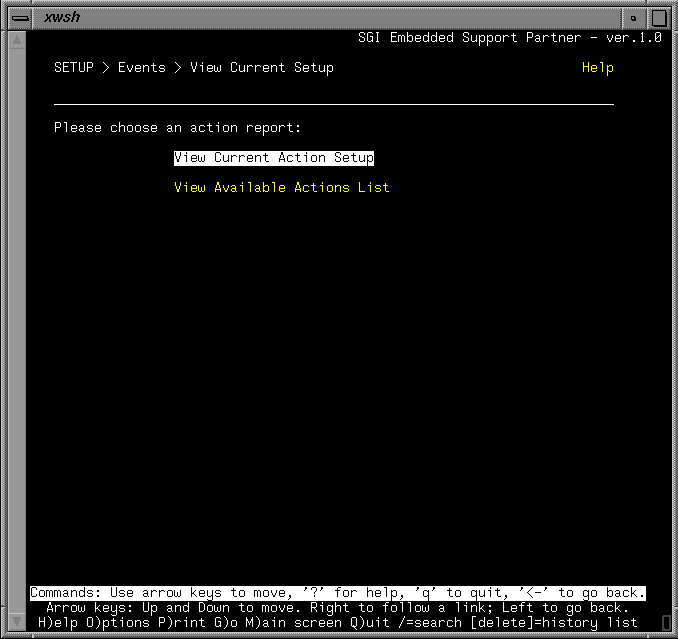 xwsh
SGI Embedded Support Partner - ver.1.0
SETUP > Events > View Current Setup Help
Please choose an action report:
View Current Action Setup
View Available Actions List
Commands: Use arrow keys to move, '?' for help, 'q' to quit, '<-' to go back.
Arrow keys: Up and Down to move. Right to follow a link; Left to go back.
H)elp O)ptions P)rint G)o M)ain screen Q)uit /=search [delete]=history list